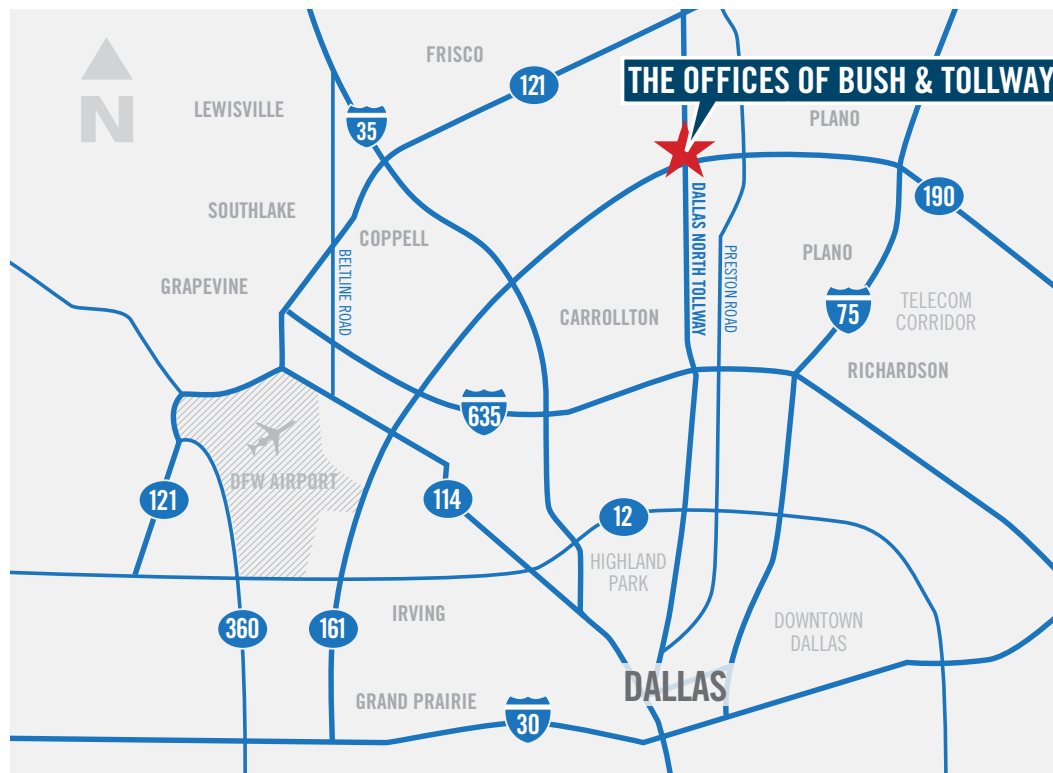 FRISCO
121
THE OFFICES OF BUSH & TOLLWAY
LEWISVILLE
35
PLANO
N
190
SOUTHLAKE
COPPELL
DALLAS NORTH TOLLWAY
PRESTON ROAD
BELTLINE ROAD
PLANO
GRAPEVINE
TELECOM
CORRIDOR
CARROLLTON
75
RICHARDSON
635
DFW AIRPORT
121
114
12
HIGHLAND
PARK
IRVING
360
161
DOWNTOWN
DALLAS
DALLAS
GRAND PRAIRIE
30